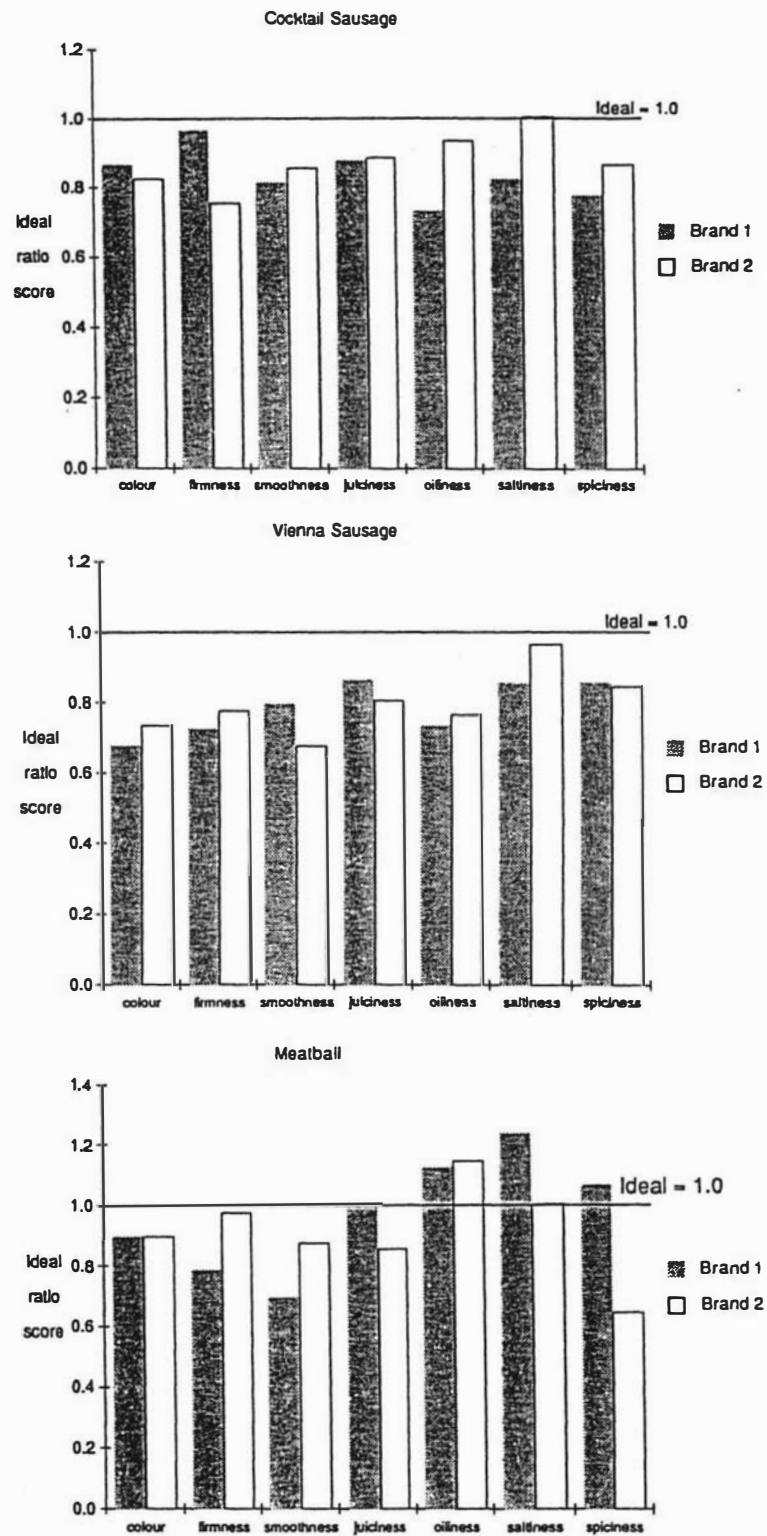 Cocktail Sausage
1.2
Ideal = 1.0
1.0
0.8
Ideal
ratio
score
0.6
0.4
0.2
0.0
Brand 1
Brand 2
colour firmness smoothness juiciness oiliness saltiness spiciness
Vienna Sausage
1.2
Ideal = 1.0
1.0
0.8
Ideal
ratio
score
0.6
0.4
0.2
0.0
Brand 1
Brand 2
colour firmness smoothness juiciness oiliness saltiness spiciness
Meatball
1.4
1.2
Ideal = 1.0
1.0
0.8
Ideal
ratio
score
0.6
0.4
0.2
0.0
Brand 1
Brand 2
colour firmness smoothness juiciness oiliness saltiness spiciness